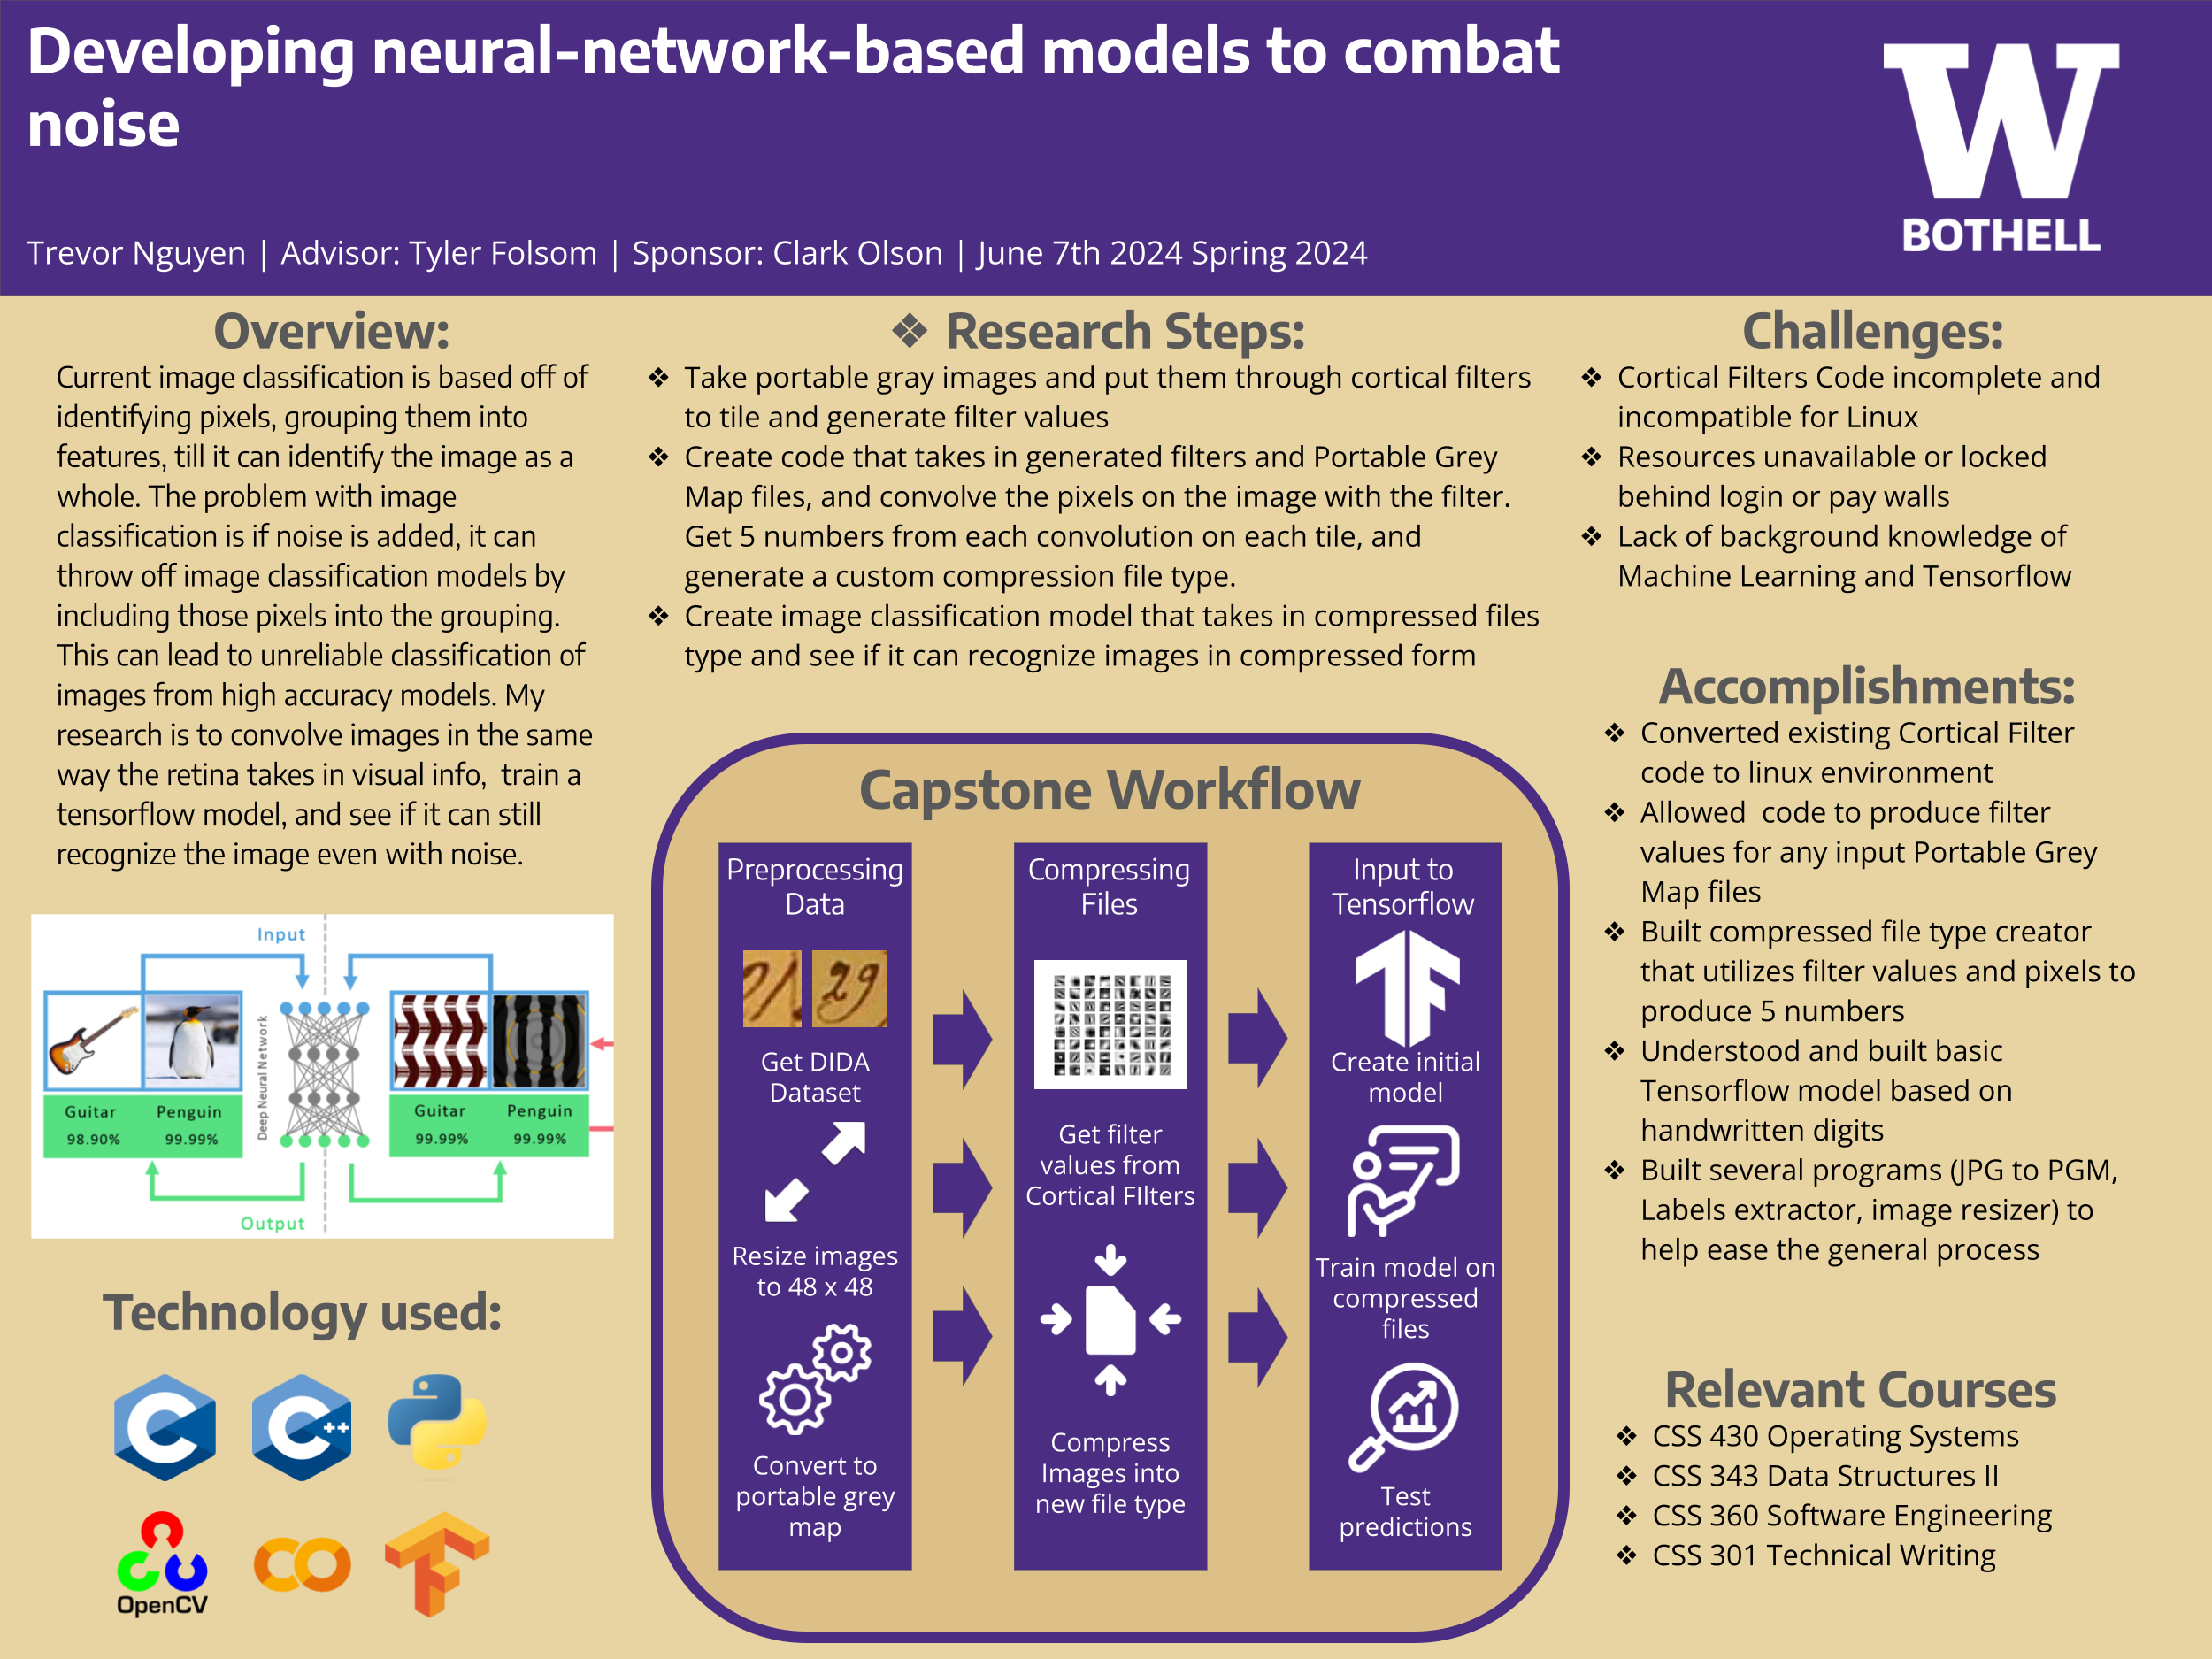 Developing neural-network-based models to combat
noise
Trevor Nguyen | Advisor: Tyler Folsom | Sponsor: Clark Olson | June 7th 2024 Spring 2024
W
BOTHELL
Overview:
Current image classification is based off of
identifying pixels, grouping them into
features, till it can identify the image as a
whole. The problem with image
classification is if noise is added, it can
throw off image classification models by
including those pixels into the grouping.
This can lead to unreliable classification of
images from high accuracy models. My
research is to convolve images in the same
way the retina takes in visual info,  train a
tensorflow model, and see if it can still
recognize the image even with noise.
Input
Deep Neural Network
Guitar
98.90%
Penguin
99.99%
Guitar
99.99%
Penguin
99.99%
Output
Technology used:
C
C++
OpenCV
❖ Research Steps:
❖ Take portable gray images and put them through cortical filters
to tile and generate filter values
❖ Create code that takes in generated filters and Portable Grey
Map files, and convolve the pixels on the image with the filter.
Get 5 numbers from each convolution on each tile, and
generate a custom compression file type.
❖ Create image classification model that takes in compressed files
type and see if it can recognize images in compressed form
Capstone Workflow
Preprocessing
Data
29
Get DIDA
Dataset
Resize images
to 48 x 48
Convert to
portable grey
map
Compressing
Files
Get filter
values from
Cortical FIlters
Compress
Images into
new file type
Input to
Tensorflow
Create initial
model
Train model on
compressed
files
Test
predictions
Challenges:
❖ Cortical Filters Code incomplete and
incompatible for Linux
❖ Resources unavailable or locked
behind login or pay walls
❖ Lack of background knowledge of
Machine Learning and Tensorflow
Accomplishments:
❖ Converted existing Cortical Filter
code to linux environment
❖ Allowed  code to produce filter
values for any input Portable Grey
Map files
❖ Built compressed file type creator
that utilizes filter values and pixels to
produce 5 numbers
❖ Understood and built basic
Tensorflow model based on
handwritten digits
❖ Built several programs (JPG to PGM,
Labels extractor, image resizer) to
help ease the general process
Relevant Courses
❖ CSS 430 Operating Systems
❖ CSS 343 Data Structures II
❖ CSS 360 Software Engineering
❖ CSS 301 Technical Writing